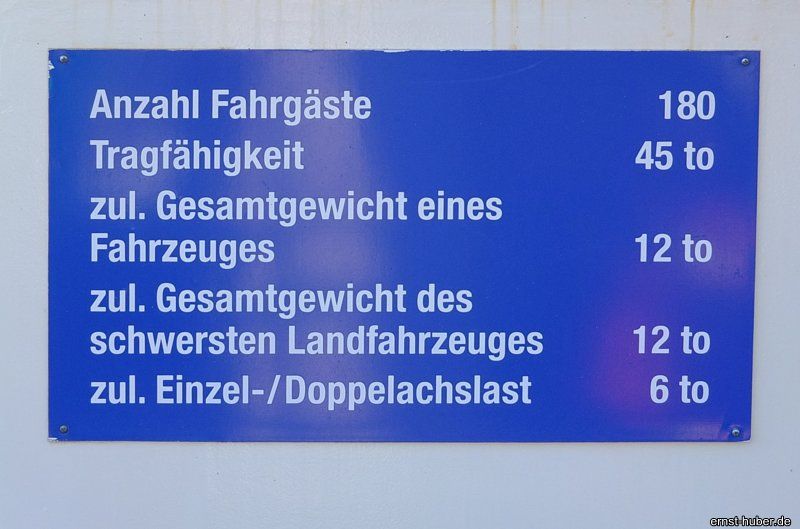 Anzahl Fahrgäste 180
Tragfähigkeit 45 to
zul. Gesamtgewicht eines
Fahrzeuges 12 to
zul. Gesamtgewicht des
schwersten Landfahrzeuges 12 to
zul. Einzel-/Doppelachslast 6 to
ernst-huber.de